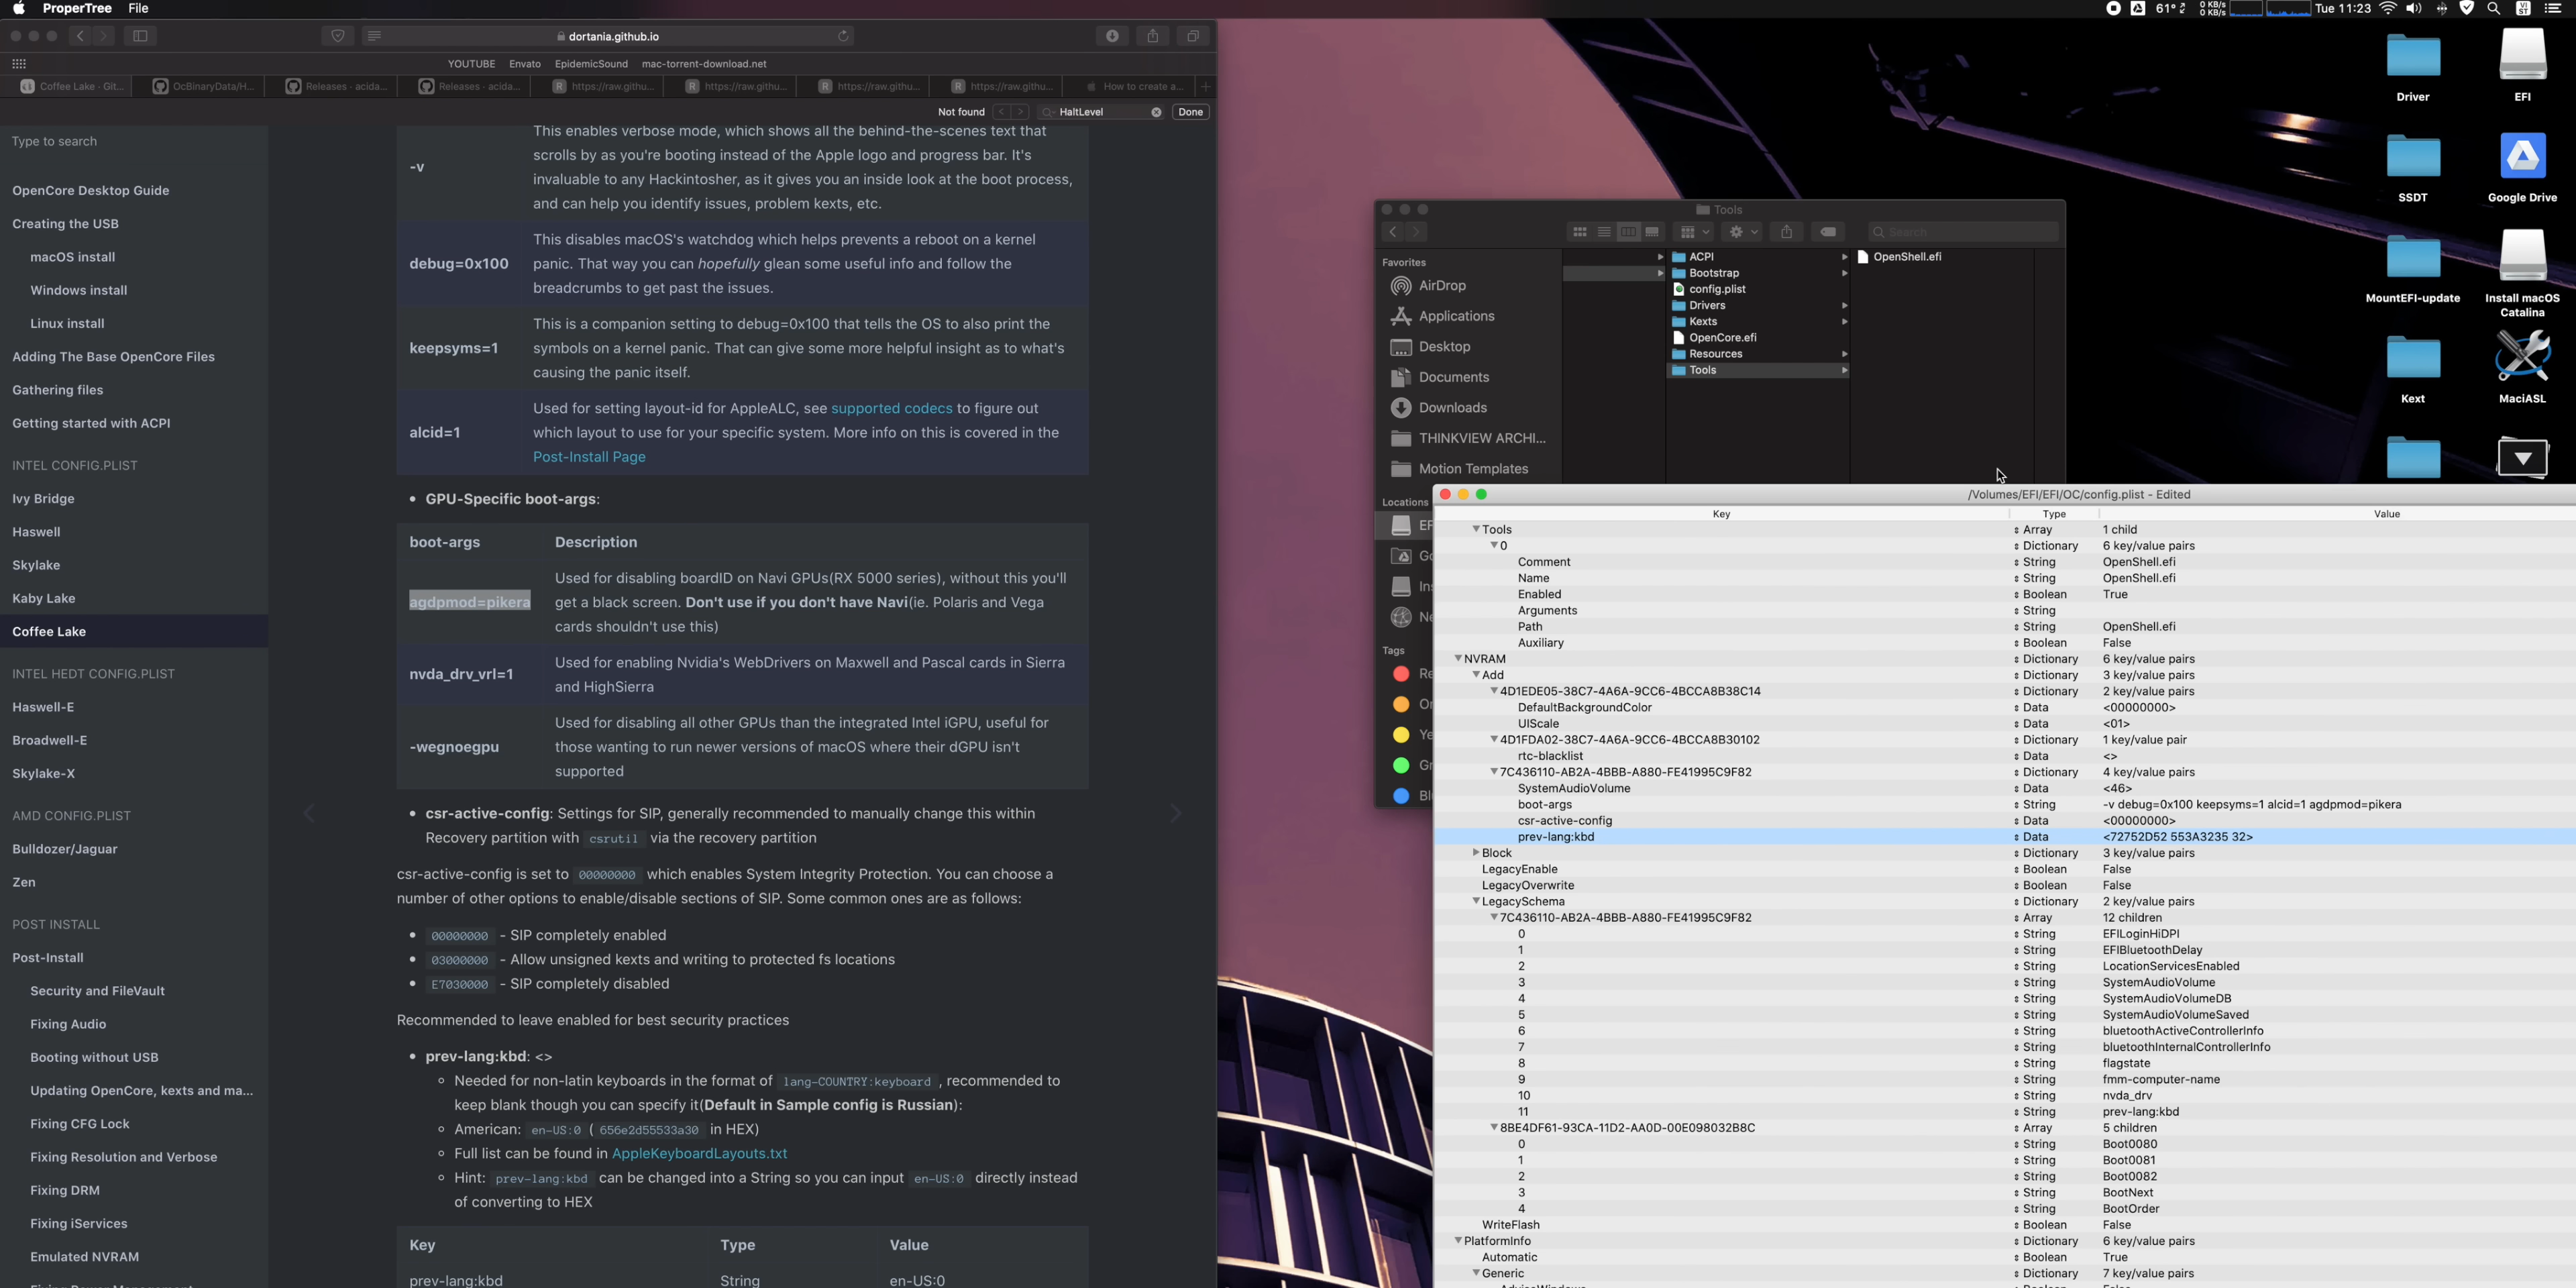 ProperTree File
61° 0 KB/s 0 KB/s Tue 11:23 VI ST
dortania.github.io
YOUTUBE Envato EpidemicSound mac-torrent-download.net
Coffee Lake - Git... OcBinaryData/H... Releases · acida... Releases · acida... https://raw.githu... https://raw.githu... https://raw.githu... https://raw.githu... How to create a...
Not found HaltLevel Done
Type to search
OpenCore Desktop Guide
Creating the USB
macOS install
Windows install
Linux install
Adding The Base OpenCore Files
Gathering files
Getting started with ACPI
INTEL CONFIG.PLIST
Ivy Bridge
Haswell
Skylake
Kaby Lake
Coffee Lake
INTEL HEDT CONFIG.PLIST
Haswell-E
Broadwell-E
Skylake-X
AMD CONFIG.PLIST
Bulldozer/Jaguar
Zen
POST INSTALL
Post-Install
Security and FileVault
Fixing Audio
Booting without USB
Updating OpenCore, kexts and ma...
Fixing CFG Lock
Fixing Resolution and Verbose
Fixing DRM
Fixing iServices
Emulated NVRAM
Fixing Power Management
-v
This enables verbose mode, which shows all the behind-the-scenes text that
scrolls by as you're booting instead of the Apple logo and progress bar. It's
invaluable to any Hackintosher, as it gives you an inside look at the boot process,
and can help you identify issues, problem kexts, etc.
debug=0x100
This disables macOS's watchdog which helps prevents a reboot on a kernel
panic. That way you can hopefully glean some useful info and follow the
breadcrumbs to get past the issues.
keepsyms=1
This is a companion setting to debug=0x100 that tells the OS to also print the
symbols on a kernel panic. That can give some more helpful insight as to what's
causing the panic itself.
alcid=1
Used for setting layout-id for AppleALC, see supported codecs to figure out
which layout to use for your specific system. More info on this is covered in the
Post-Install Page
• GPU-Specific boot-args:
boot-args Description
agdpmod=pikera
Used for disabling boardID on Navi GPUs(RX 5000 series), without this you'll
get a black screen. Don't use if you don't have Navi(ie. Polaris and Vega
cards shouldn't use this)
nvda_drv_vrl=1
Used for enabling Nvidia's WebDrivers on Maxwell and Pascal cards in Sierra
and HighSierra
-wegnoegpu
Used for disabling all other GPUs than the integrated Intel iGPU, useful for
those wanting to run newer versions of macOS where their dGPU isn't
supported
• csr-active-config: Settings for SIP, generally recommended to manually change this within
Recovery partition with csrutil via the recovery partition
csr-active-config is set to 00000000 which enables System Integrity Protection. You can choose a
number of other options to enable/disable sections of SIP. Some common ones are as follows:
• 00000000 - SIP completely enabled
• 03000000 - Allow unsigned kexts and writing to protected fs locations
• E7030000 - SIP completely disabled
Recommended to leave enabled for best security practices
• prev-lang:kbd: <>
Needed for non-latin keyboards in the format of lang-COUNTRY:keyboard , recommended to
keep blank though you can specify it(Default in Sample config is Russian):
American: en-US:0 ( 656e2d55533a30 in HEX)
Full list can be found in AppleKeyboardLayouts.txt
Hint: prev-lang:kbd can be changed into a String so you can input en-US:0 directly instead
of converting to HEX
Key Type Value
prev-lang:kbd String en-US:0
Driver
EFI
SSDT
Google Drive
MountEFI-update
Install macOS
Catalina
Kext
MaciASL
Tools
Search
Favorites
AirDrop
Applications
Desktop
Documents
Downloads
THINKVIEW ARCHI...
Motion Templates
Locations
EF
Go
Ins
Ne
Tags
Re
Or
Ye
Gr
Bl
ACPI
Bootstrap
config.plist
Drivers
Kexts
OpenCore.efi
Resources
Tools
OpenShell.efi
/Volumes/EFI/EFI/OC/config.plist - Edited
Key Type Value
Tools Array 1 child
0 Dictionary 6 key/value pairs
Comment String OpenShell.efi
Name String OpenShell.efi
Enabled Boolean True
Arguments String
Path String OpenShell.efi
Auxiliary Boolean False
NVRAM Dictionary 6 key/value pairs
Add Dictionary 3 key/value pairs
4D1EDE05-38C7-4A6A-9CC6-4BCCA8B38C14 Dictionary 2 key/value pairs
DefaultBackgroundColor Data <00000000>
UIScale Data <01>
4D1FDA02-38C7-4A6A-9CC6-4BCCA8B30102 Dictionary 1 key/value pair
rtc-blacklist Data <>
7C436110-AB2A-4BBB-A880-FE41995C9F82 Dictionary 4 key/value pairs
SystemAudioVolume Data <46>
boot-args String -v debug=0x100 keepsyms=1 alcid=1 agdpmod=pikera
csr-active-config Data <00000000>
prev-lang:kbd Data <72752D52 553A3235 32>
Block Dictionary 3 key/value pairs
LegacyEnable Boolean False
LegacyOverwrite Boolean False
LegacySchema Dictionary 2 key/value pairs
7C436110-AB2A-4BBB-A880-FE41995C9F82 Array 12 children
0 String EFILoginHiDPI
1 String EFIBluetoothDelay
2 String LocationServicesEnabled
3 String SystemAudioVolume
4 String SystemAudioVolumeDB
5 String SystemAudioVolumeSaved
6 String bluetoothActiveControllerInfo
7 String bluetoothInternalControllerInfo
8 String flagstate
9 String fmm-computer-name
10 String nvda_drv
11 String prev-lang:kbd
8BE4DF61-93CA-11D2-AA0D-00E098032B8C Array 5 children
0 String Boot0080
1 String Boot0081
2 String Boot0082
3 String BootNext
4 String BootOrder
WriteFlash Boolean False
PlatformInfo Dictionary 6 key/value pairs
Automatic Boolean True
Generic Dictionary 7 key/value pairs
AdviseWindows Boolean False